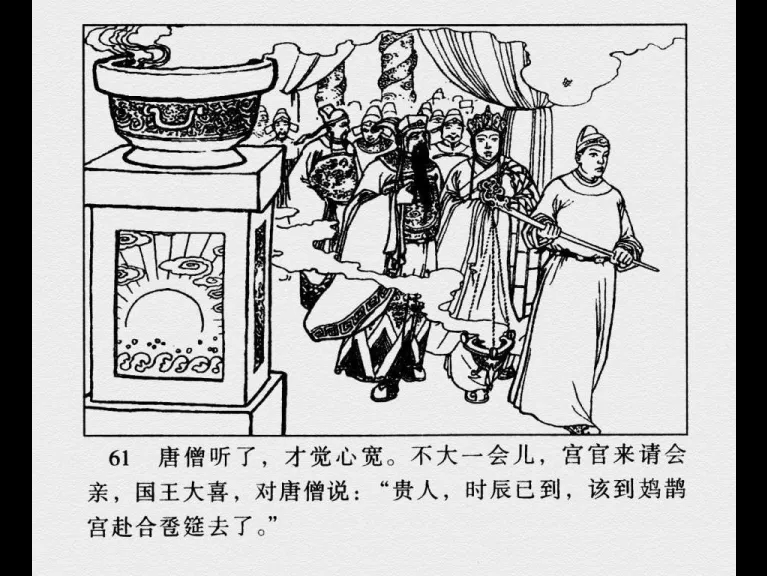 61 唐僧听了，才觉心宽。不大一会儿，宫官来请会
亲，国王大喜，对唐僧说：“贵人，时辰已到，该到鸠鹊
宫赴合卺筵去了。”